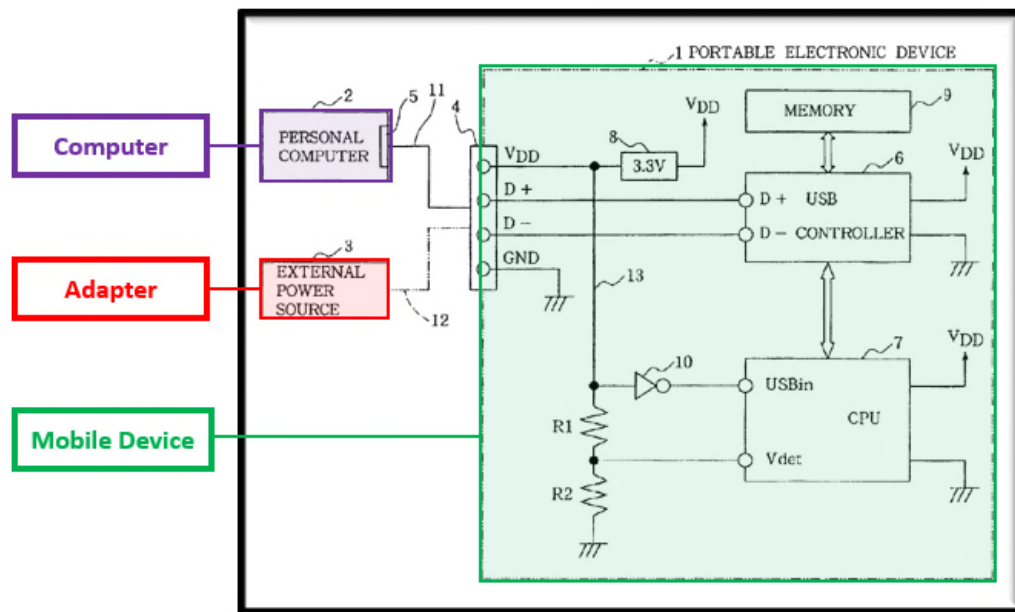 1 PORTABLE ELECTRONIC DEVICE
2
5
11
4
VDD
MEMORY
9
Computer
PERSONAL
COMPUTER
VDD
8
3.3V
6
VDD
D+
D+ USB
D-
D- CONTROLLER
3
GND
Adapter
EXTERNAL
POWER
SOURCE
12
13
10
7
VDD
USBin
CPU
Mobile Device
R1
Vdet
R2